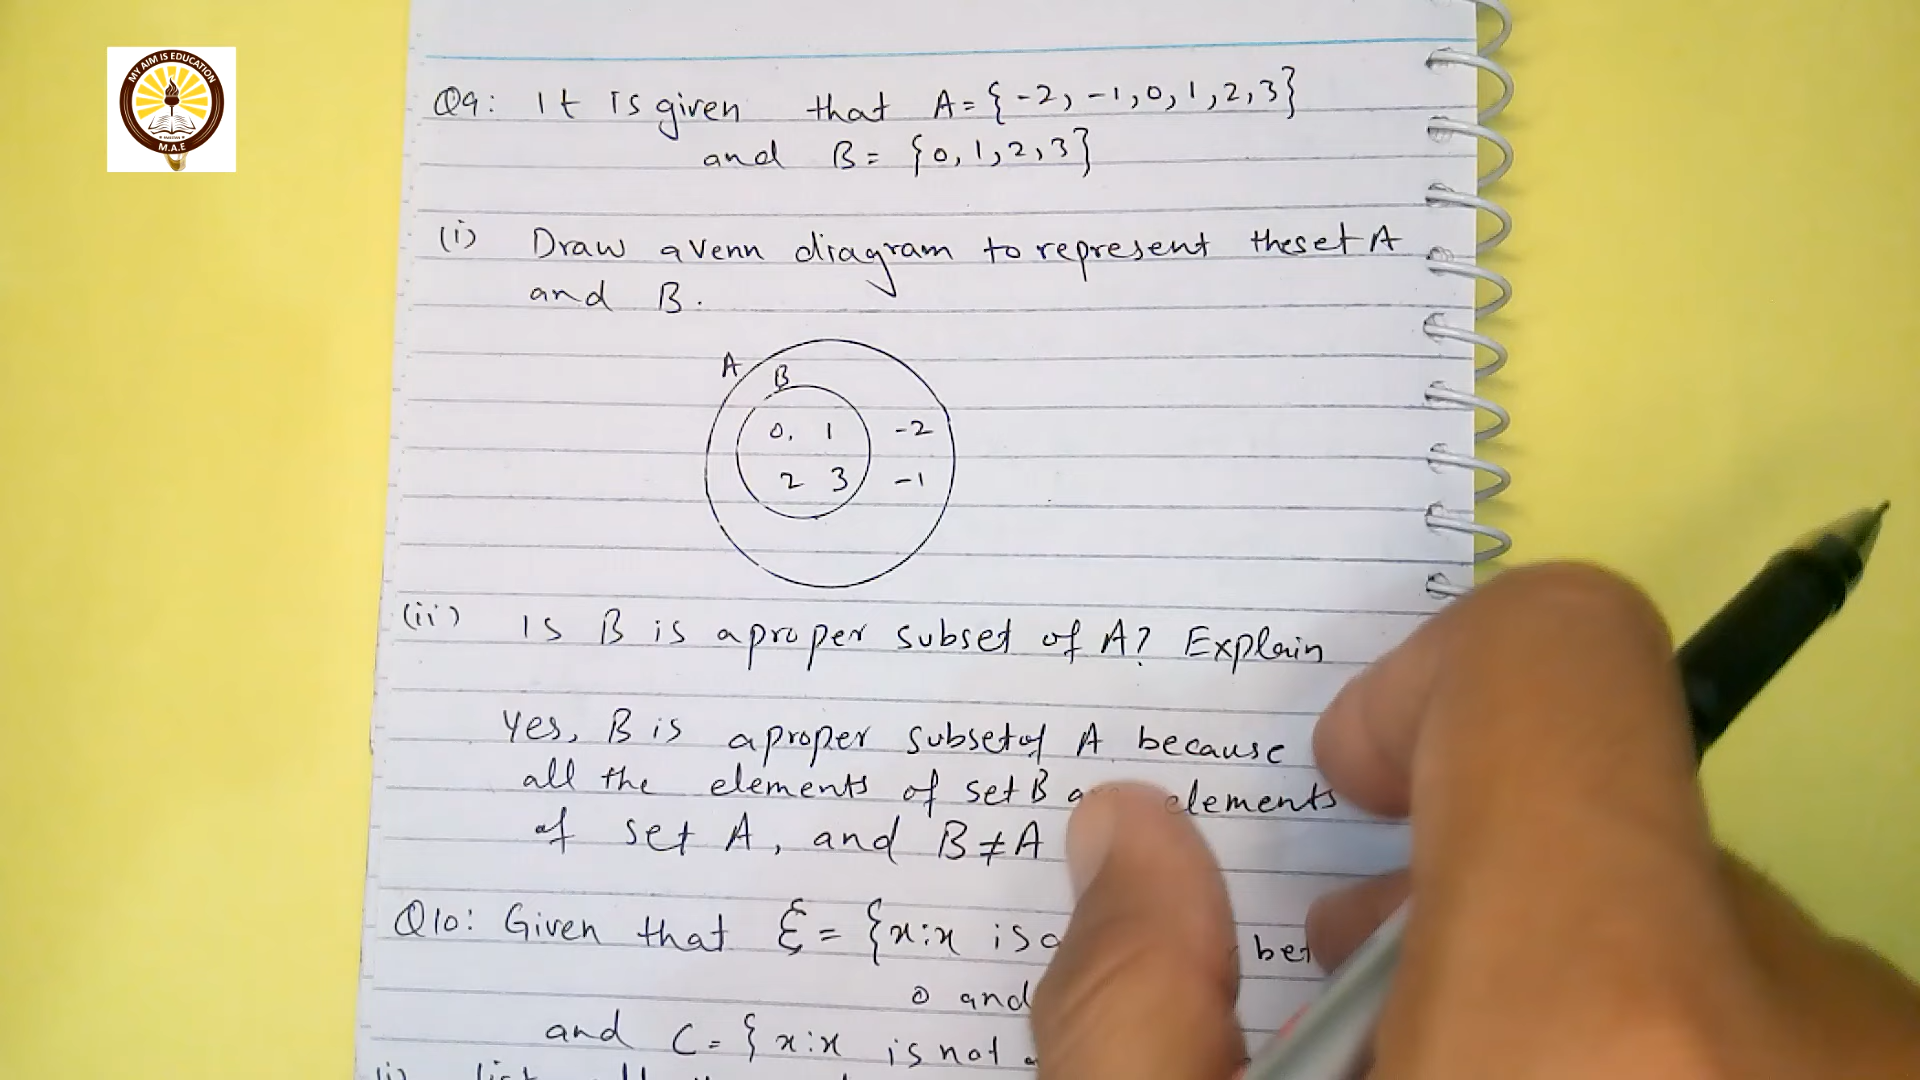 MY AIM IS EDUCATION
M.A.E
Q9: It is given that A = {-2, -1, 0, 1, 2, 3}
and B = {0, 1, 2, 3}
(i) Draw a venn diagram to represent the set A
and B.
A
B
0, 1 -2
2 3 -1
(ii) Is B is a proper subset of A? Explain
Yes, B is a proper subset of A because
all the elements of set B elements
of set A, and B ≠ A
Q10: Given that ξ = {x : x is
0 and
and C = {x : x is not
(i)